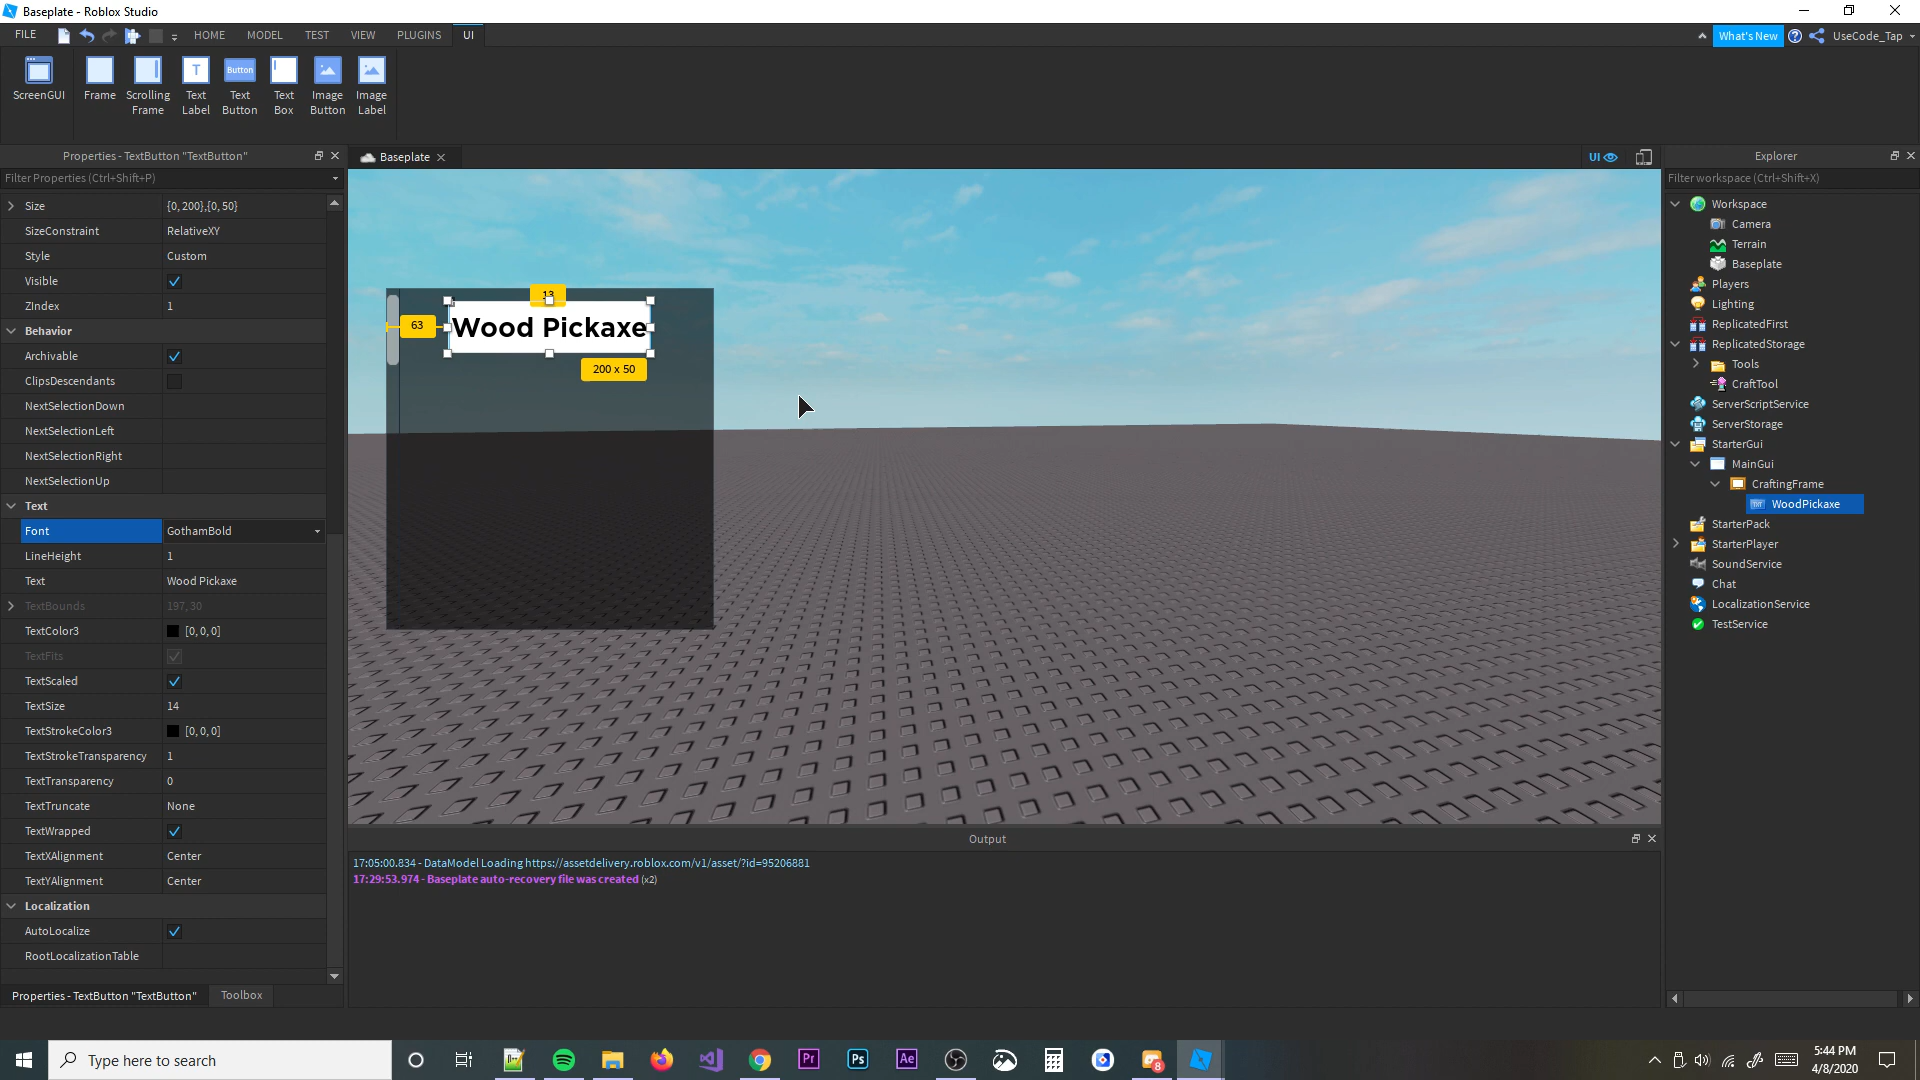 Baseplate - Roblox Studio
FILE
HOME
MODEL
TEST
VIEW
PLUGINS
UI
What's New
UseCode_Tap
ScreenGUI
Frame
Scrolling
Frame
Text
Label
Button
Text
Button
Text
Box
Image
Button
Image
Label
Properties - TextButton "TextButton"
Filter Properties (Ctrl+Shift+P)
Size {0, 200},{0, 50}
SizeConstraint RelativeXY
Style Custom
Visible
ZIndex 1
Behavior
Archivable
ClipsDescendants
NextSelectionDown
NextSelectionLeft
NextSelectionRight
NextSelectionUp
Text
Font GothamBold
LineHeight 1
Text Wood Pickaxe
TextBounds 197, 30
TextColor3 [0, 0, 0]
TextFits
TextScaled
TextSize 14
TextStrokeColor3 [0, 0, 0]
TextStrokeTransparency 1
TextTransparency 0
TextTruncate None
TextWrapped
TextXAlignment Center
TextYAlignment Center
Localization
AutoLocalize
RootLocalizationTable
Properties - TextButton "TextButton"
Toolbox
Baseplate
UI
13
63
Wood Pickaxe
200 x 50
Output
17:05:00.834 - DataModel Loading https://assetdelivery.roblox.com/v1/asset/?id=95206881
17:29:53.974 - Baseplate auto-recovery file was created (x2)
Explorer
Filter workspace (Ctrl+Shift+X)
Workspace
Camera
Terrain
Baseplate
Players
Lighting
ReplicatedFirst
ReplicatedStorage
Tools
CraftTool
ServerScriptService
ServerStorage
StarterGui
MainGui
CraftingFrame
WoodPickaxe
StarterPack
StarterPlayer
SoundService
Chat
LocalizationService
TestService
Type here to search
Pr
Ps
Ae
8
5:44 PM
4/8/2020